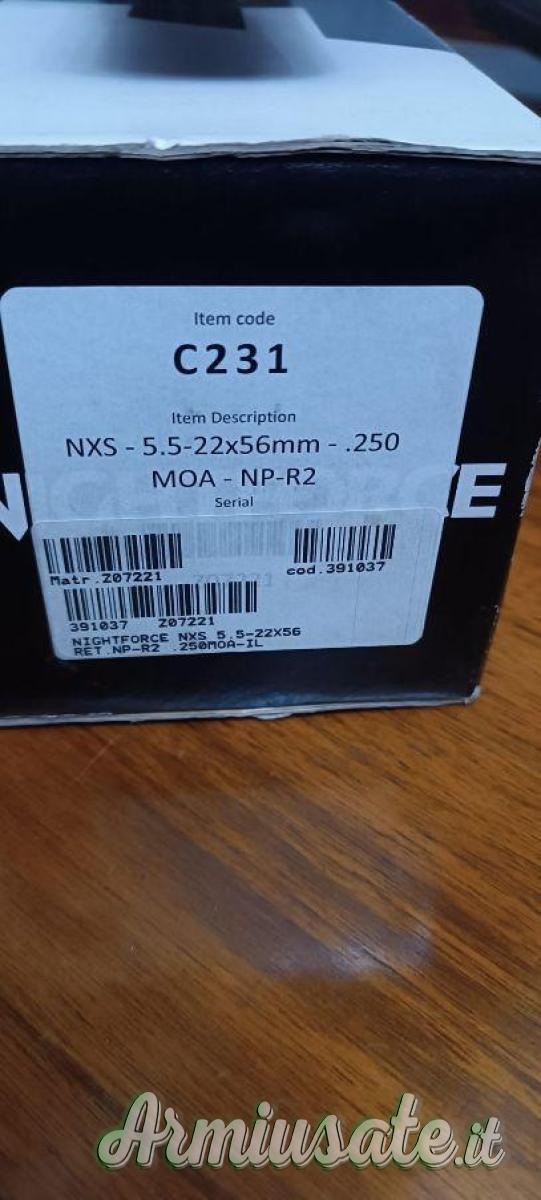 Item code
C231
Item Description
NXS - 5.5-22x56mm - .250
MOA - NP-R2
Serial
Matr.Z07221
cod.391037
391037 Z07221
NIGHTFORCE NXS 5.5-22X56
RET.NP-R2 .250MOA-IL
Armiusate.it